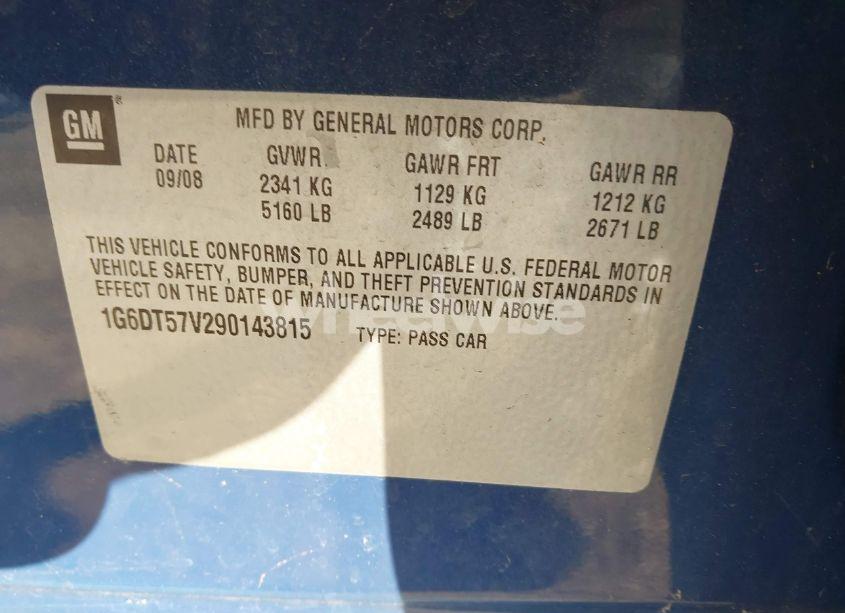 GM
MFD BY GENERAL MOTORS CORP.
DATE GVWR GAWR FRT GAWR RR
09/08 2341 KG 1129 KG 1212 KG
5160 LB 2489 LB 2671 LB
THIS VEHICLE CONFORMS TO ALL APPLICABLE U.S. FEDERAL MOTOR
VEHICLE SAFETY, BUMPER, AND THEFT PREVENTION STANDARDS IN
EFFECT ON THE DATE OF MANUFACTURE SHOWN ABOVE.
1G6DT57V290143815 TYPE: PASS CAR